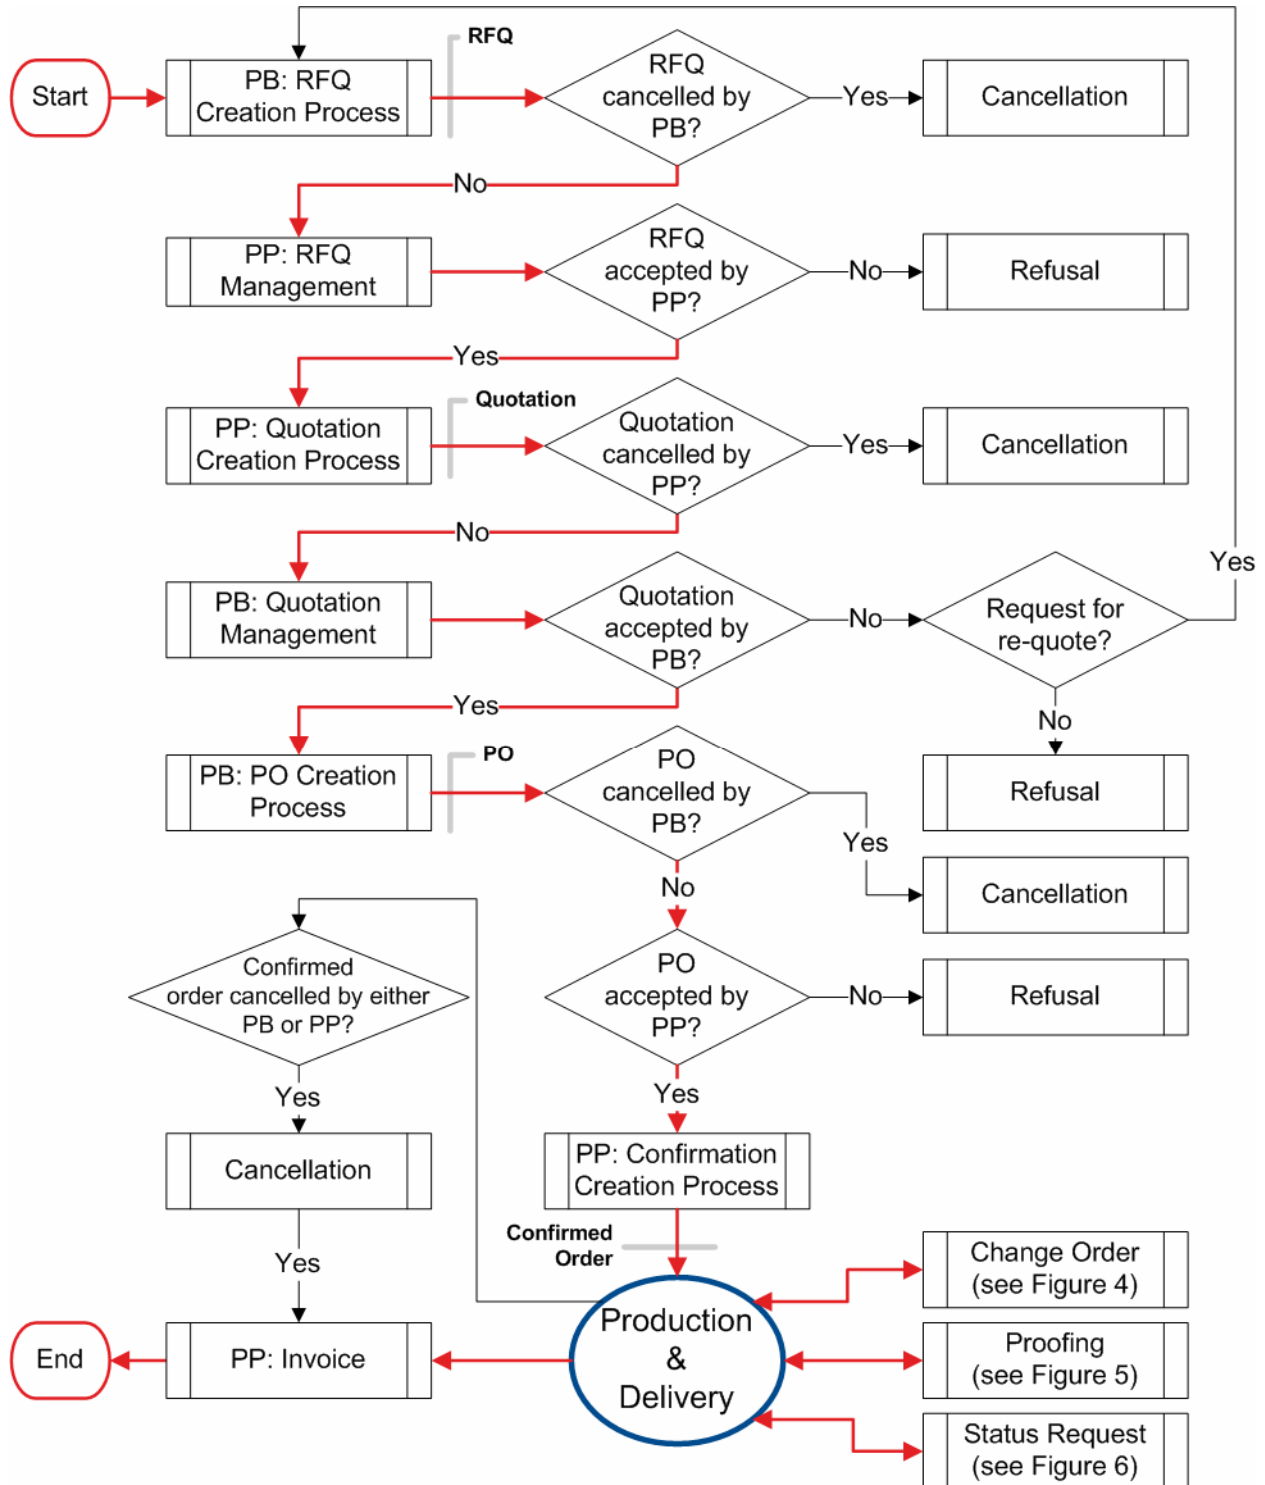 RFQ
Start
PB: RFQ
Creation Process
RFQ
cancelled by
PB?
Yes
Cancellation
No
PP: RFQ
Management
RFQ
accepted by
PP?
No
Refusal
Yes
Quotation
PP: Quotation
Creation Process
Quotation
cancelled by
PP?
Yes
Cancellation
No
PB: Quotation
Management
Quotation
accepted by
PB?
No
Request for
re-quote?
Yes
No
Yes
PO
PB: PO Creation
Process
PO
cancelled by
PB?
Refusal
Yes
Cancellation
No
Confirmed
order cancelled by either
PB or PP?
PO
accepted by
PP?
No
Refusal
Yes
Yes
Cancellation
PP: Confirmation
Creation Process
Confirmed
Order
Yes
Change Order
(see Figure 4)
Production
&
Delivery
End
PP: Invoice
Proofing
(see Figure 5)
Status Request
(see Figure 6)